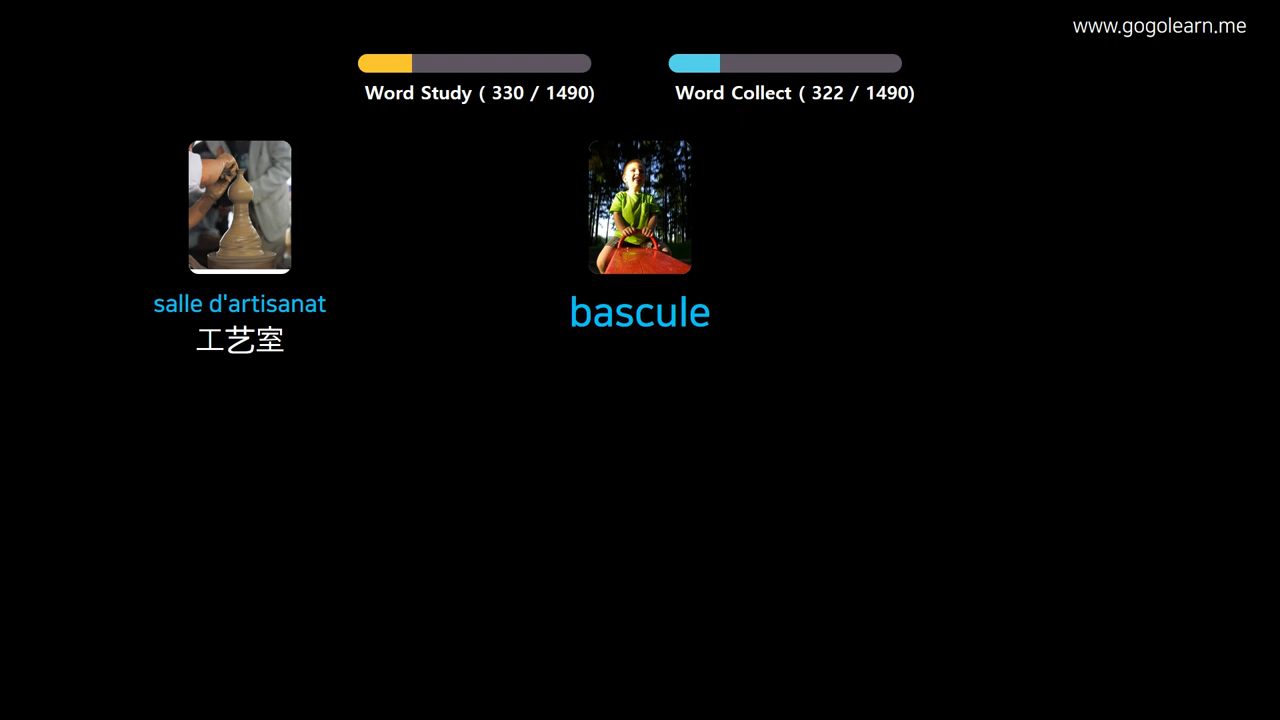 www.gogolearn.me
Word Study ( 330 / 1490)
Word Collect ( 322 / 1490)
salle d'artisanat
工艺室
bascule